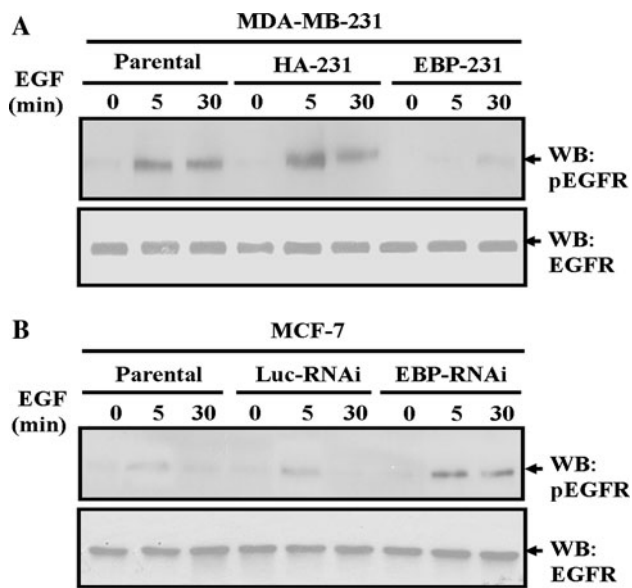 A
MDA-MB-231
Parental HA-231 EBP-231
EGF
(min)
0 5 30 0 5 30 0 5 30
WB:
pEGFR
WB:
EGFR
B
MCF-7
Parental Luc-RNAi EBP-RNAi
EGF
(min)
0 5 30 0 5 30 0 5 30
WB:
pEGFR
WB:
EGFR